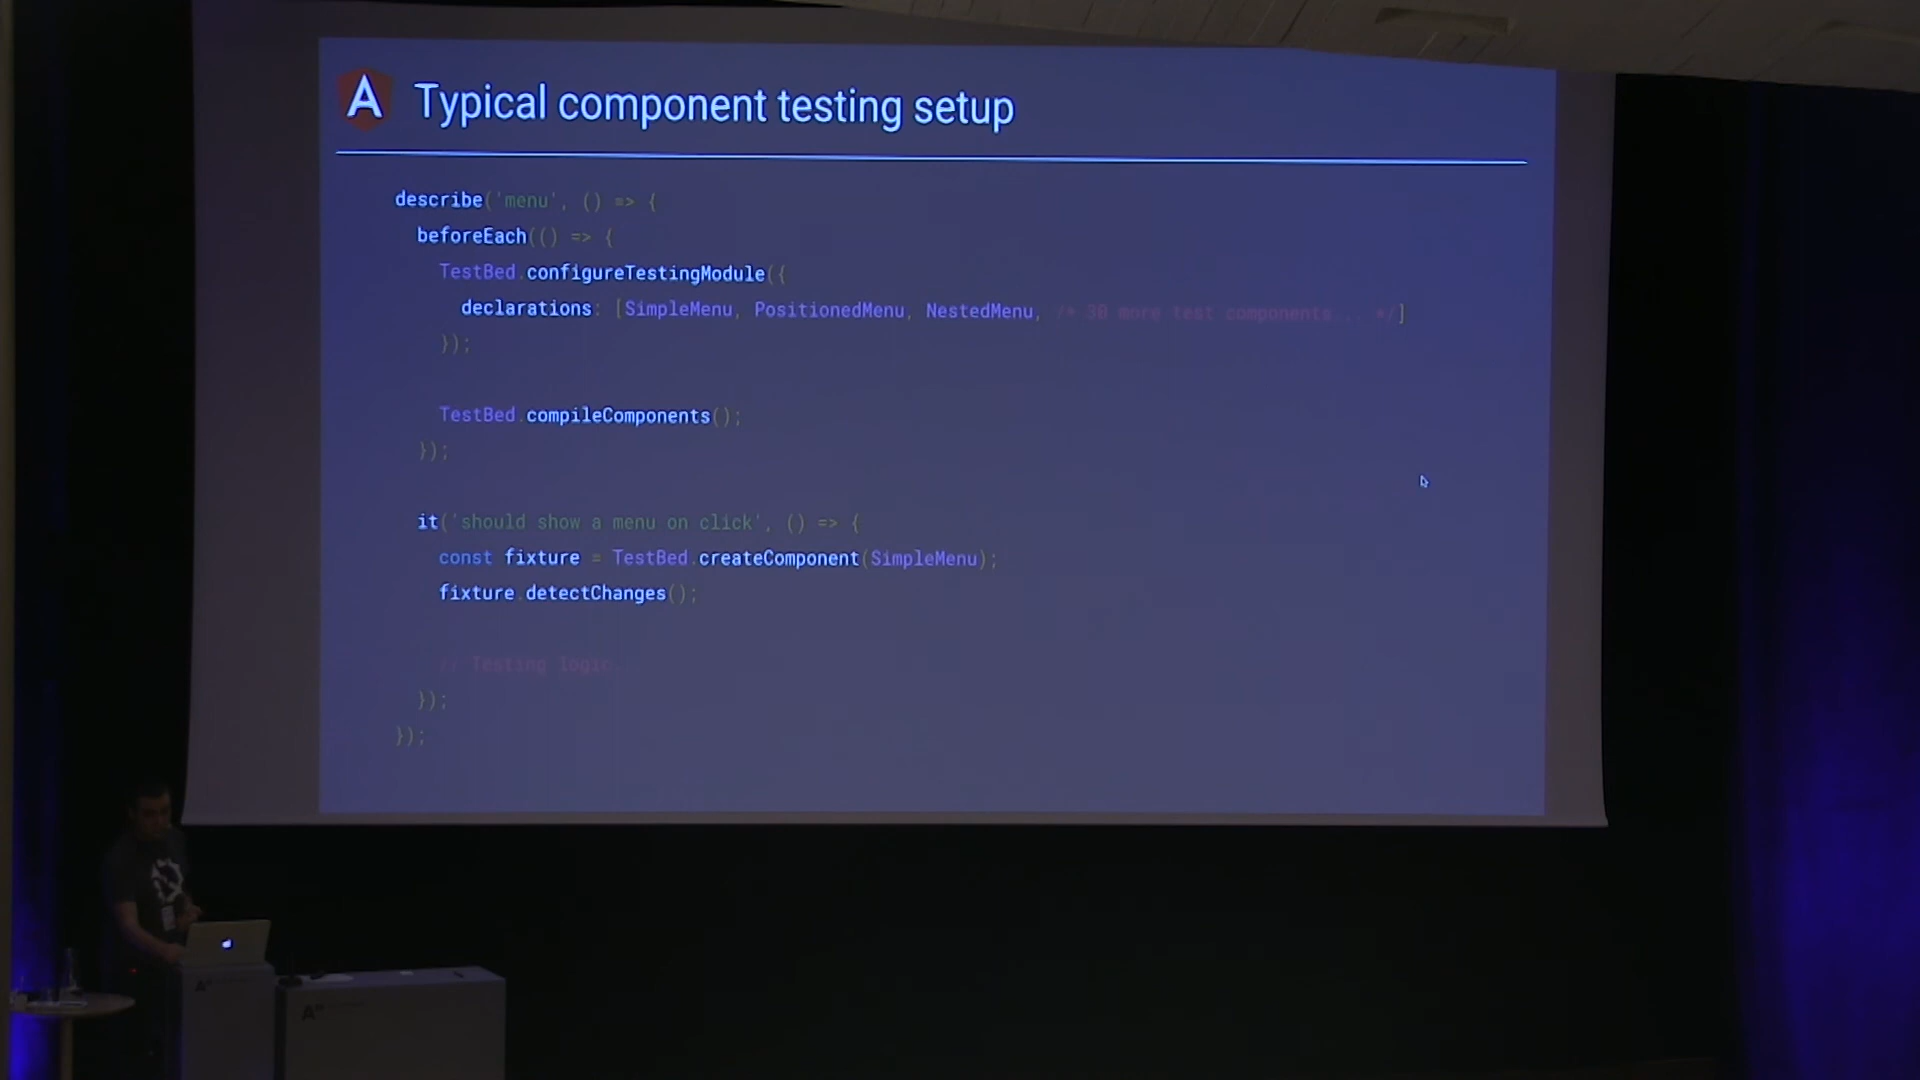 A Typical component testing setup
describe('menu', () => {
beforeEach(() => {
TestBed.configureTestingModule({
declarations: [SimpleMenu, PositionedMenu, NestedMenu, /* 30 more test components... */]
});
TestBed.compileComponents();
});
it('should show a menu on click', () => {
const fixture = TestBed.createComponent(SimpleMenu);
fixture.detectChanges();
// Testing logic.
});
});